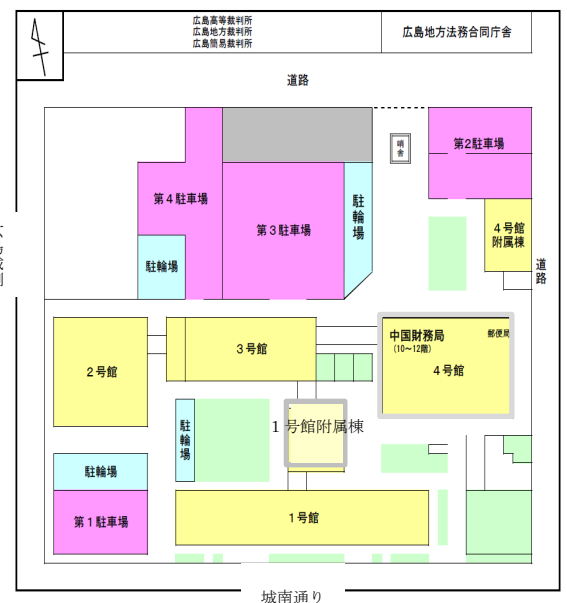 広島高等裁判所
広島地方裁判所
広島簡易裁判所
広島地方法務合同庁舎
道路
哨舎
第2駐車場
第4駐車場
第3駐車場
駐輪場
4号館
附属棟
駐輪場
道路
中国財務局
(10~12階)
郵便局
4号館
3号館
2号館
1号館附属棟
駐輪場
駐輪場
第1駐車場
1号館
城南通り